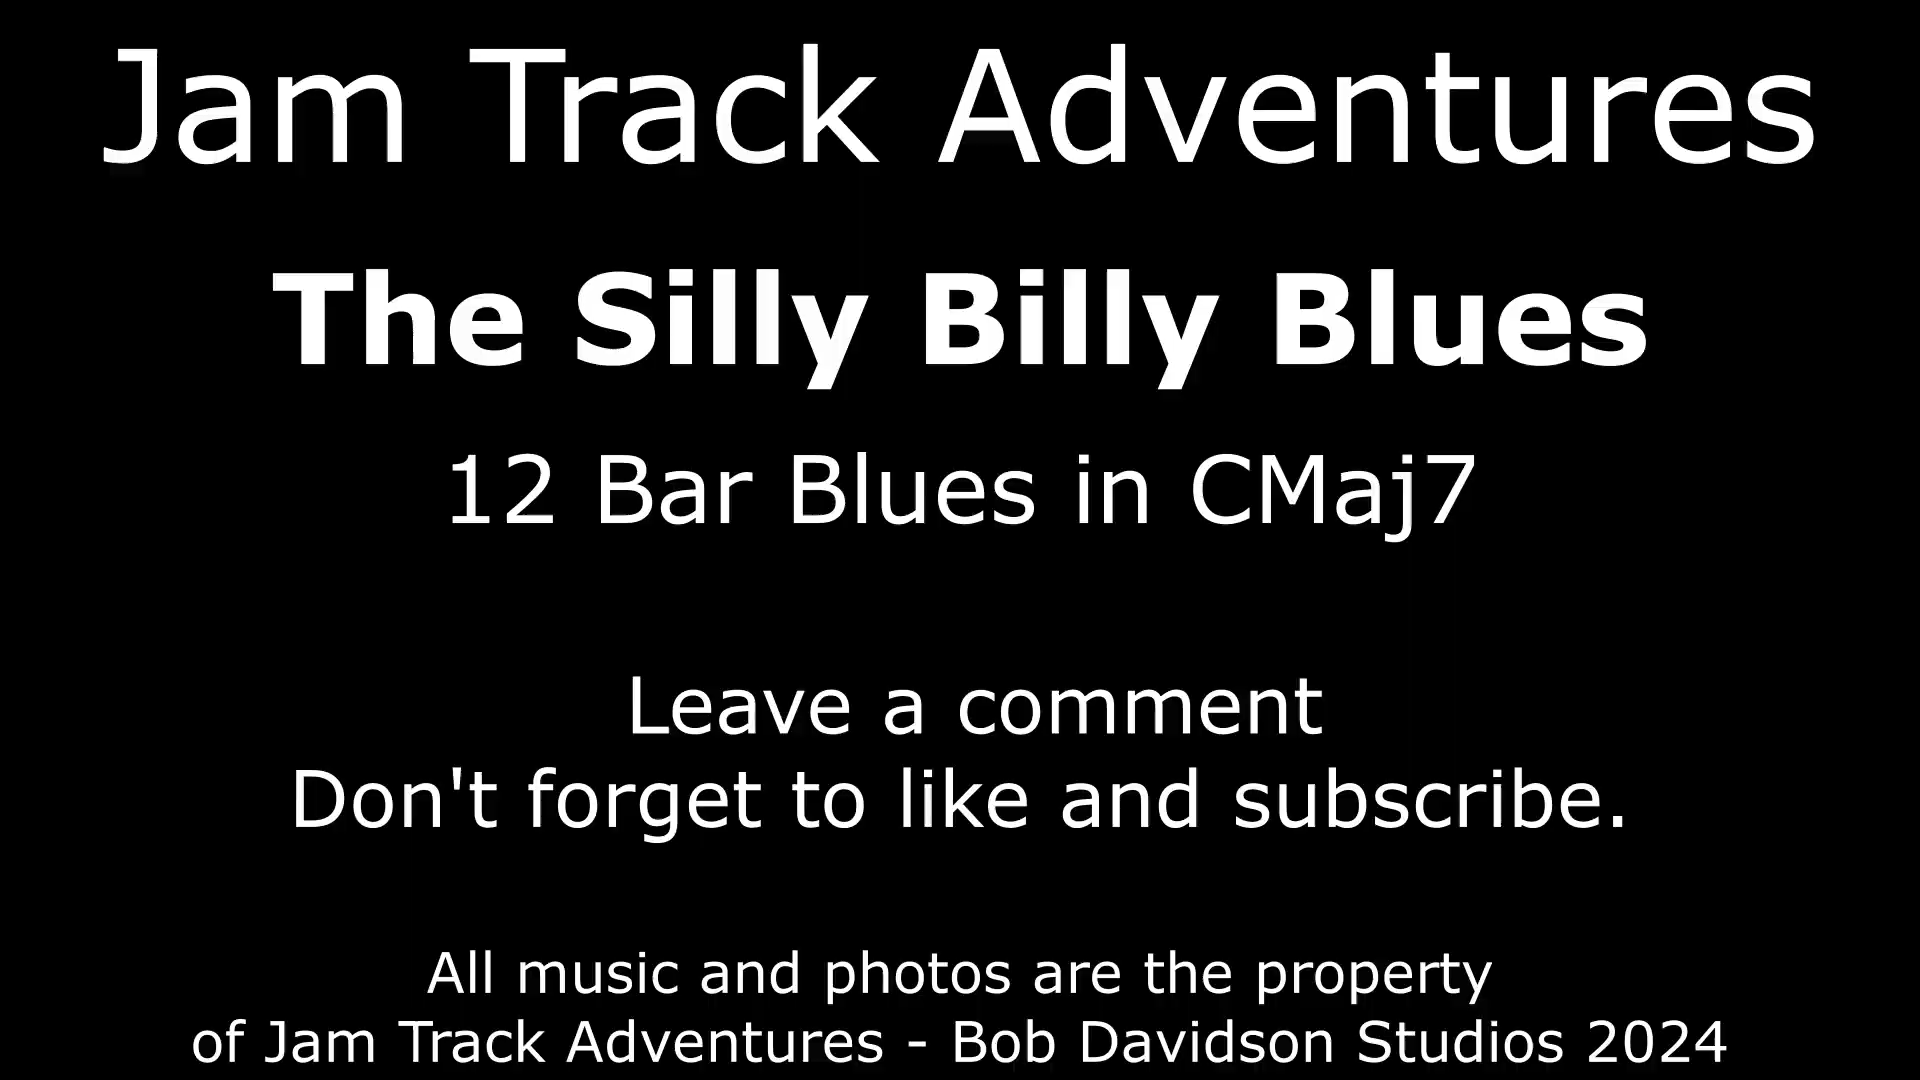 Jam Track Adventures
The Silly Billy Blues
12 Bar Blues in CMaj7
Leave a comment
Don't forget to like and subscribe.
All music and photos are the property
of Jam Track Adventures - Bob Davidson Studios 2024